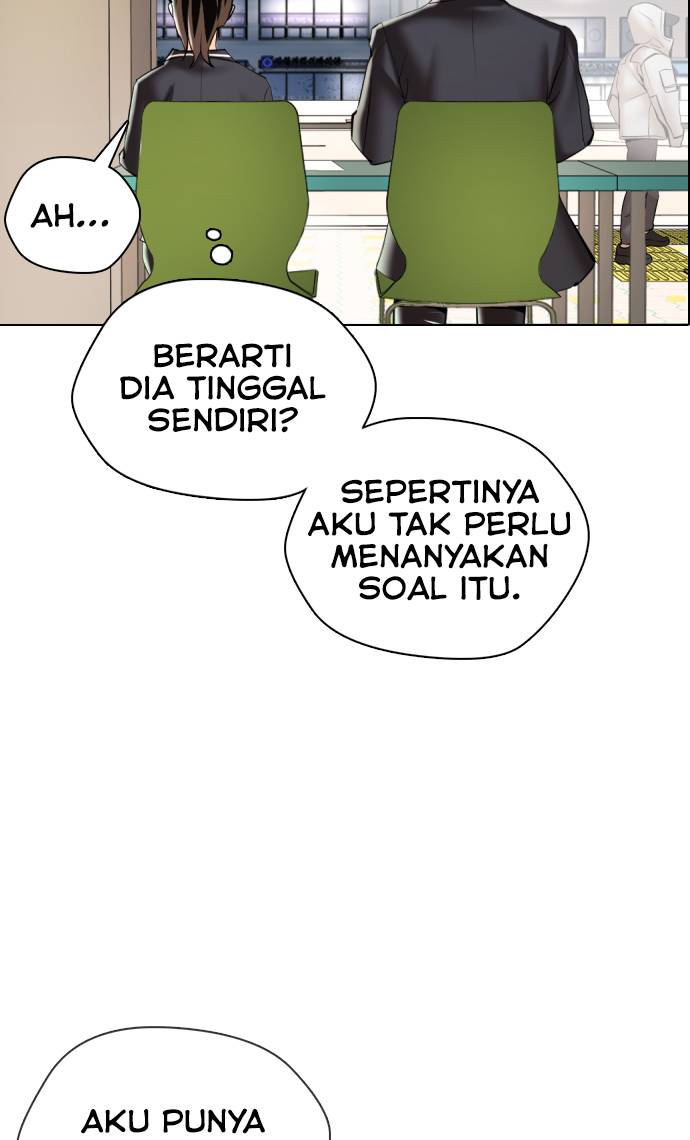 AH...
BERARTI
DIA TINGGAL
SENDIRI?
SEPERTINYA
AKU TAK PERLU
MENANYAKAN
SOAL ITU.
AKU PUNYA